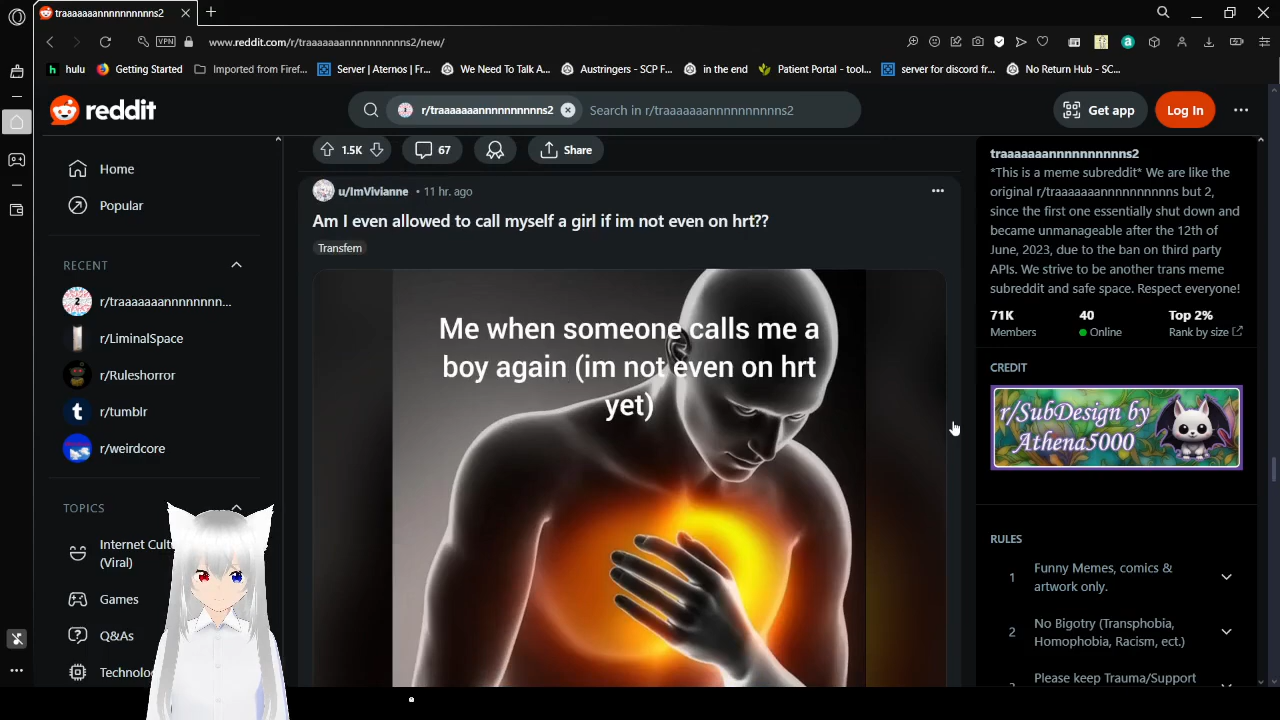 traaaaaaannnnnnnnnns2
www.reddit.com/r/traaaaaaannnnnnnnnns2/new/
VPN
hulu
Getting Started
Imported from Firef...
Server | Aternos | Fr...
We Need To Talk A...
Austringers - SCP F...
in the end
Patient Portal - tool...
server for discord fr...
No Return Hub - SC...
reddit
r/traaaaaaannnnnnnnnns2
Search in r/traaaaaaannnnnnnnnns2
Get app
Log In
Home
Popular
RECENT
r/traaaaaaannnnnnn...
r/LiminalSpace
r/Ruleshorror
r/tumblr
r/weirdcore
TOPICS
Internet Cult
(Viral)
Games
Q&As
Technolo
1.5K
67
Share
u/ImVivianne • 11 hr. ago
Am I even allowed to call myself a girl if im not even on hrt??
Transfem
Me when someone calls me a
boy again (im not even on hrt
yet)
traaaaaaannnnnnnnnns2
*This is a meme subreddit* We are like the
original r/traaaaaaannnnnnnnnns but 2,
since the first one essentially shut down and
became unmanageable after the 12th of
June, 2023, due to the ban on third party
APIs. We strive to be another trans meme
subreddit and safe space. Respect everyone!
71K
Members
40
Online
Top 2%
Rank by size
CREDIT
r/SubDesign by
Athena5000
RULES
1
Funny Memes, comics &
artwork only.
2
No Bigotry (Transphobia,
Homophobia, Racism, ect.)
Please keep Trauma/Support